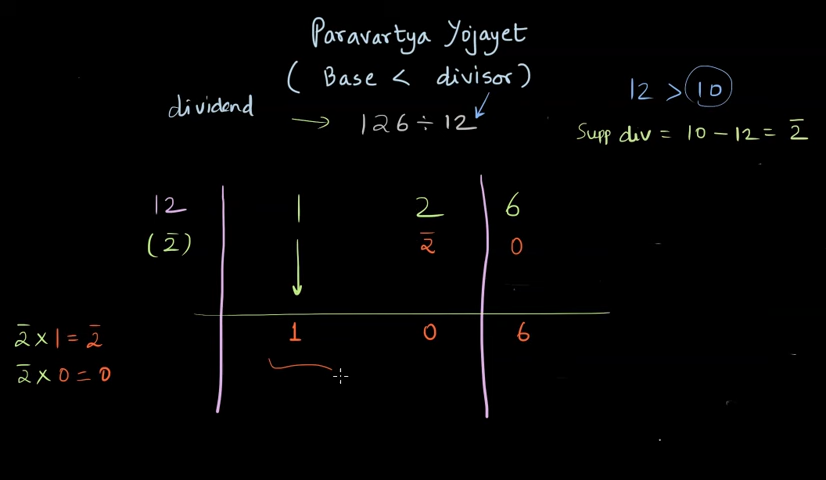 Paravartya Yojayet
( Base < divisor)
12 > 10
dividend → 126 ÷ 12
Supp div = 10 - 12 = 2̅
12 1 2 6
(2̅) 2̅ 0
2̅ × 1 = 2̅ 1 0 6
2̅ × 0 = 0